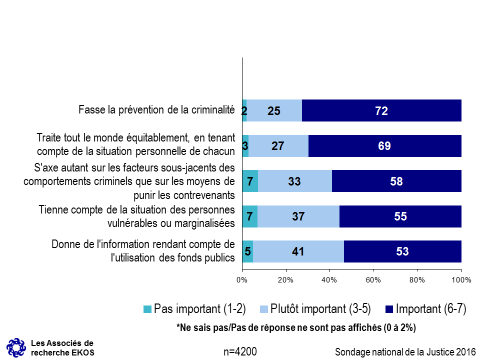 Fasse la prévention de la criminalité
2 25 72
Traite tout le monde équitablement, en tenant
compte de la situation personnelle de chacun
3 27 69
S'axe autant sur les facteurs sous-jacents des
comportements criminels que sur les moyens de
punir les contrevenants
7 33 58
Tienne compte de la situation des personnes
vulnérables ou marginalisées
7 37 55
Donne de l'information rendant compte de
l'utilisation des fonds publics
5 41 53
0% 20% 40% 60% 80% 100%
Pas important (1-2) Plutôt important (3-5) Important (6-7)
*Ne sais pas/Pas de réponse ne sont pas affichés (0 à 2%)
Les Associés de
recherche EKOS
n=4200
Sondage national de la Justice 2016